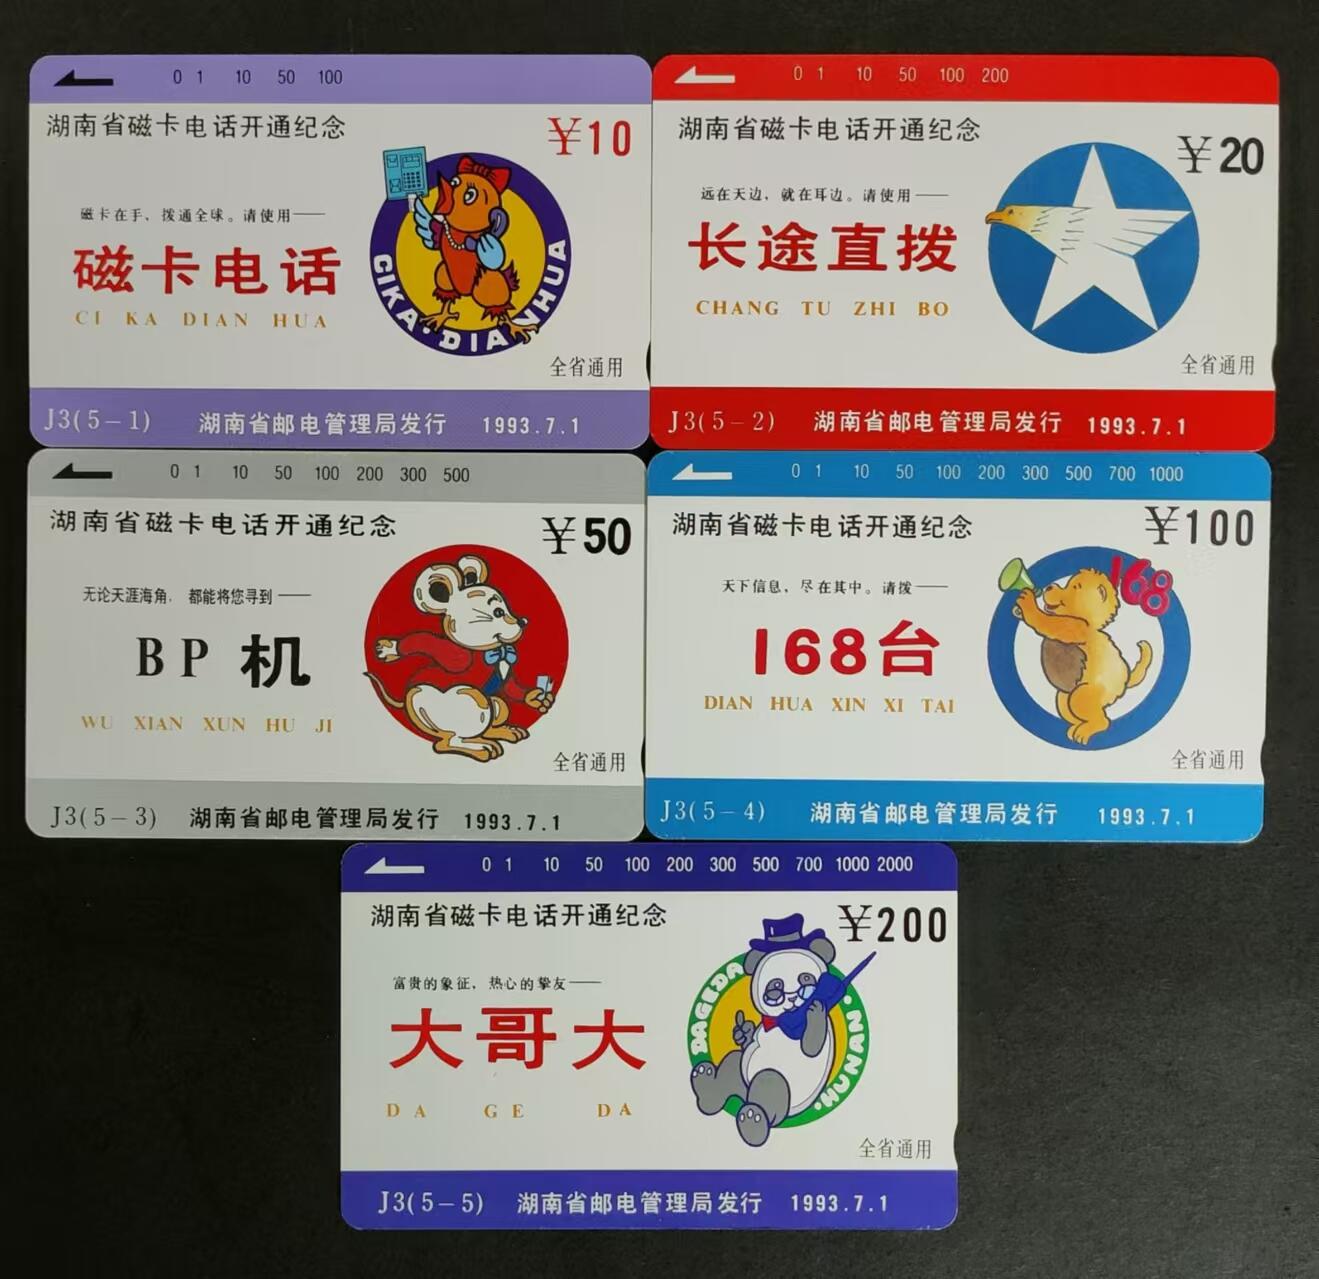 0 1 10 50 100
湖南省磁卡电话开通纪念
¥10
磁卡在手、拨通全球。请使用——
磁卡电话
CI KA DIAN HUA
CIKA·DIANHUA
全省通用
J3(5-1) 湖南省邮电管理局发行 1993.7.1
0 1 10 50 100 200
湖南省磁卡电话开通纪念
¥20
远在天边，就在耳边。请使用——
长途直拨
CHANG TU ZHI BO
全省通用
J3(5-2) 湖南省邮电管理局发行 1993.7.1
0 1 10 50 100 200 300 500
湖南省磁卡电话开通纪念
¥50
无论天涯海角，都能将您寻到——
BP 机
WU XIAN XUN HU JI
全省通用
J3(5-3) 湖南省邮电管理局发行 1993.7.1
0 1 10 50 100 200 300 500 700 1000
湖南省磁卡电话开通纪念
¥100
天下信息，尽在其中。请拨——
168台
DIAN HUA XIN XI TAI
168
全省通用
J3(5-4) 湖南省邮电管理局发行 1993.7.1
0 1 10 50 100 200 300 500 700 1000 2000
湖南省磁卡电话开通纪念
¥200
富贵的象征，热心的挚友——
大哥大
DA GE DA
DAGEDA
·HUNAN·
全省通用
J3(5-5) 湖南省邮电管理局发行 1993.7.1